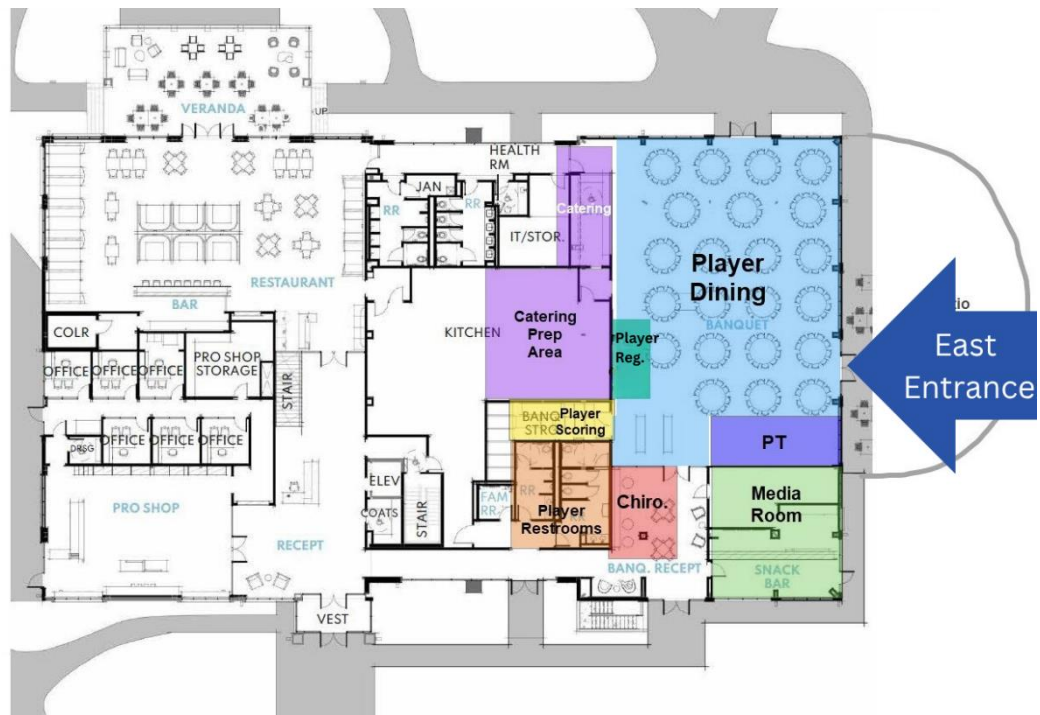 VERANDA
UP
HEALTH
RM
JAN
RR
RR
Catering
IT/STOR.
RESTAURANT
BAR
COLR
KITCHEN
Catering
Prep
Area
Player
Dining
BANQUET
Player
Reg.
East
Entrance
OFFICE
OFFICE
OFFICE
PRO SHOP
STORAGE
STAIR
BANQ
STRG
Player
Scoring
PT
OFFICE
OFFICE
OFFICE
DRSG
ELEV
COATS
STAIR
FAM
RR
RR
RR
Player
Restrooms
Chiro.
Media
Room
PRO SHOP
RECEPT
BANQ. RECEPT
SNACK
BAR
VEST